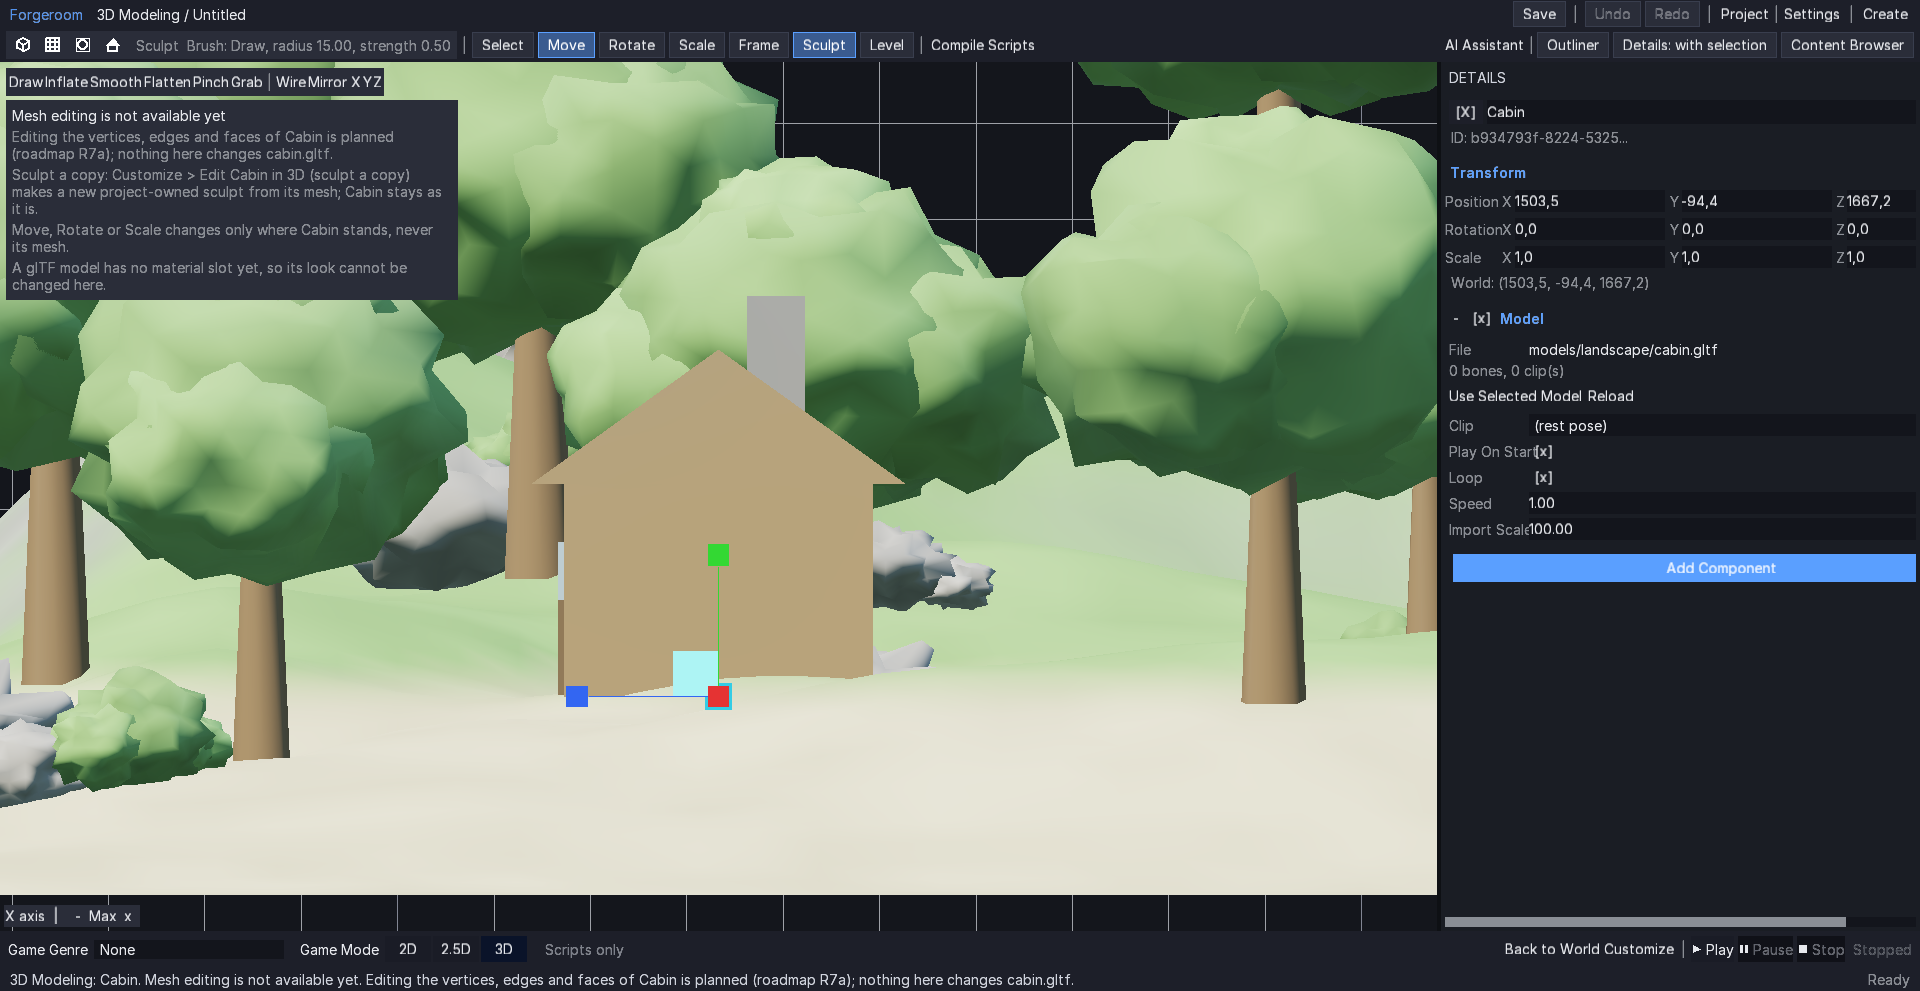 Forgeroom 3D Modeling / Untitled
Save | Undo Redo | Project | Settings | Create
Sculpt Brush: Draw, radius 15.00, strength 0.50 | Select Move Rotate Scale Frame Sculpt Level | Compile Scripts
AI Assistant | Outliner Details: with selection Content Browser
Draw Inflate Smooth Flatten Pinch Grab | Wire Mirror X Y Z
Mesh editing is not available yet
Editing the vertices, edges and faces of Cabin is planned
(roadmap R7a); nothing here changes cabin.gltf.
Sculpt a copy: Customize > Edit Cabin in 3D (sculpt a copy)
makes a new project-owned sculpt from its mesh; Cabin stays as
it is.
Move, Rotate or Scale changes only where Cabin stands, never
its mesh.
A glTF model has no material slot yet, so its look cannot be
changed here.
DETAILS
[X] Cabin
ID: b934793f-8224-5325...
Transform
Position X 1503,5 Y -94,4 Z 1667,2
Rotation X 0,0 Y 0,0 Z 0,0
Scale X 1,0 Y 1,0 Z 1,0
World: (1503,5, -94,4, 1667,2)
- [x] Model
File models/landscape/cabin.gltf
0 bones, 0 clip(s)
Use Selected Model Reload
Clip (rest pose)
Play On Start [x]
Loop [x]
Speed 1.00
Import Scale 100.00
Add Component
X axis | - Max x
Game Genre None Game Mode 2D 2.5D 3D Scripts only
Back to World Customize | Play Pause Stop Stopped
3D Modeling: Cabin. Mesh editing is not available yet. Editing the vertices, edges and faces of Cabin is planned (roadmap R7a); nothing here changes cabin.gltf.
Ready